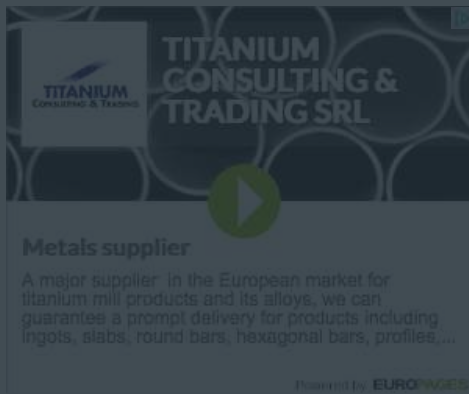 TITANIUM
CONSULTING & TRADING
TITANIUM
CONSULTING &
TRADING SRL
Metals supplier
A major supplier in the European market for
titanium mill products and its alloys, we can
guarantee a prompt delivery for products including
ingots, slabs, round bars, hexagonal bars, profiles,...
Powered by EUROPAGES